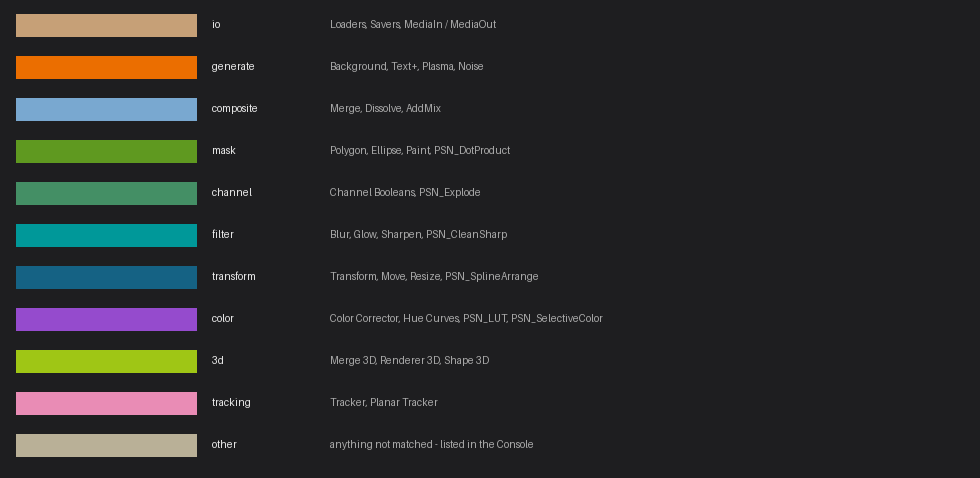 io Loaders, Savers, MediaIn / MediaOut
generate Background, Text+, Plasma, Noise
composite Merge, Dissolve, AddMix
mask Polygon, Ellipse, Paint, PSN_DotProduct
channel Channel Booleans, PSN_Explode
filter Blur, Glow, Sharpen, PSN_CleanSharp
transform Transform, Move, Resize, PSN_SplineArrange
color Color Corrector, Hue Curves, PSN_LUT, PSN_SelectiveColor
3d Merge 3D, Renderer 3D, Shape 3D
tracking Tracker, Planar Tracker
other anything not matched - listed in the Console